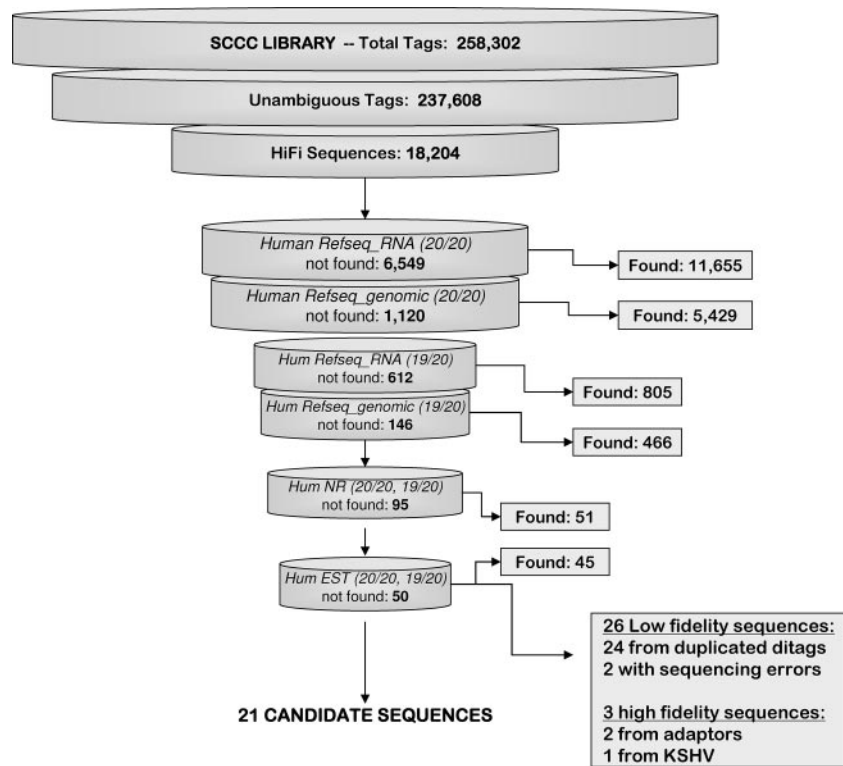 SCCC LIBRARY -- Total Tags: 258,302
Unambiguous Tags: 237,608
HiFi Sequences: 18,204
Human Refseq_RNA (20/20)
not found: 6,549
Found: 11,655
Human Refseq_genomic (20/20)
not found: 1,120
Found: 5,429
Hum Refseq_RNA (19/20)
not found: 612
Found: 805
Hum Refseq_genomic (19/20)
not found: 146
Found: 466
Hum NR (20/20, 19/20)
not found: 95
Found: 51
Found: 45
Hum EST (20/20, 19/20)
not found: 50
26 Low fidelity sequences:
24 from duplicated ditags
2 with sequencing errors
3 high fidelity sequences:
2 from adaptors
1 from KSHV
21 CANDIDATE SEQUENCES